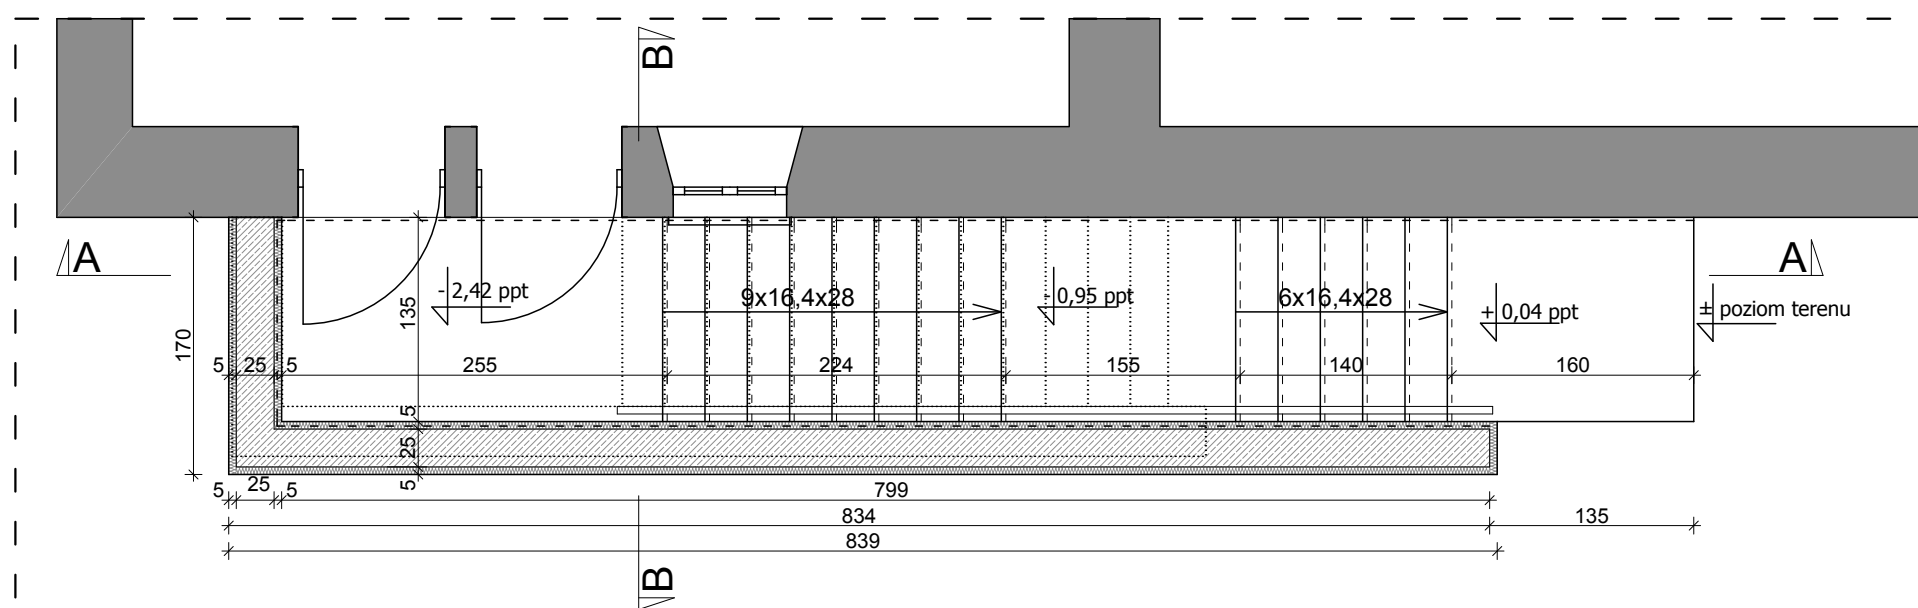 B
A
A
- 2,42 ppt
9x16,4x28
- 0,95 ppt
6x16,4x28
+ 0,04 ppt
± poziom terenu
135
170
5
25
5
255
224
155
140
160
5
25
5
5
25
5
799
834
135
839
B